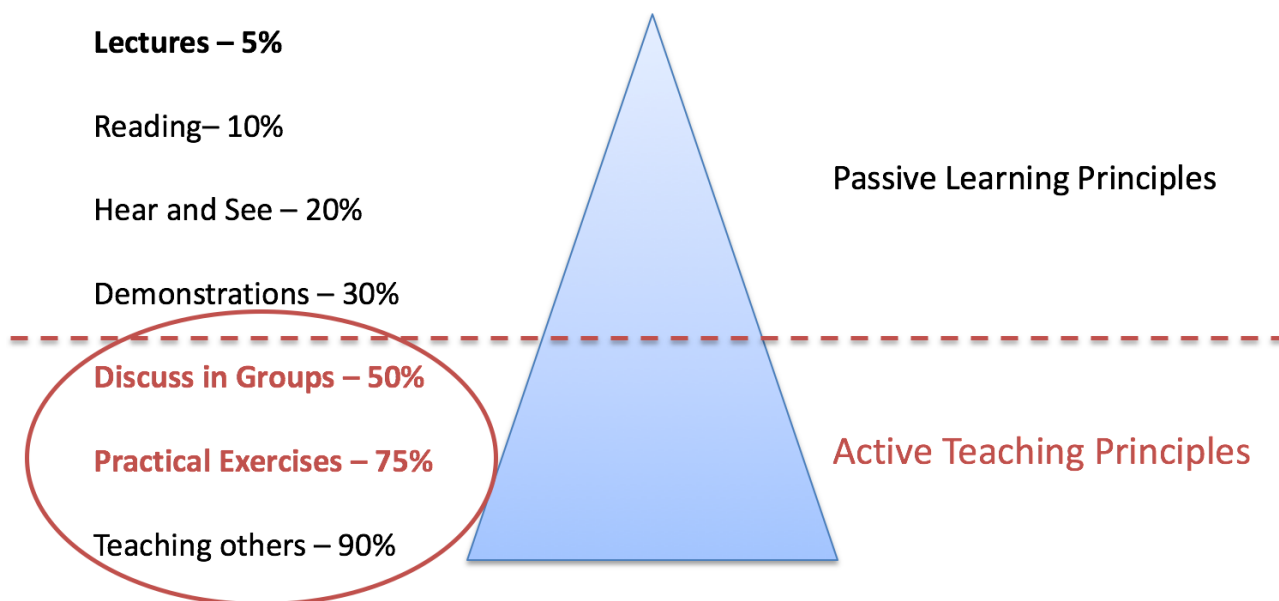 Lectures – 5%
Reading– 10%
Hear and See – 20%
Passive Learning Principles
Demonstrations – 30%
Discuss in Groups – 50%
Practical Exercises – 75%
Active Teaching Principles
Teaching others – 90%